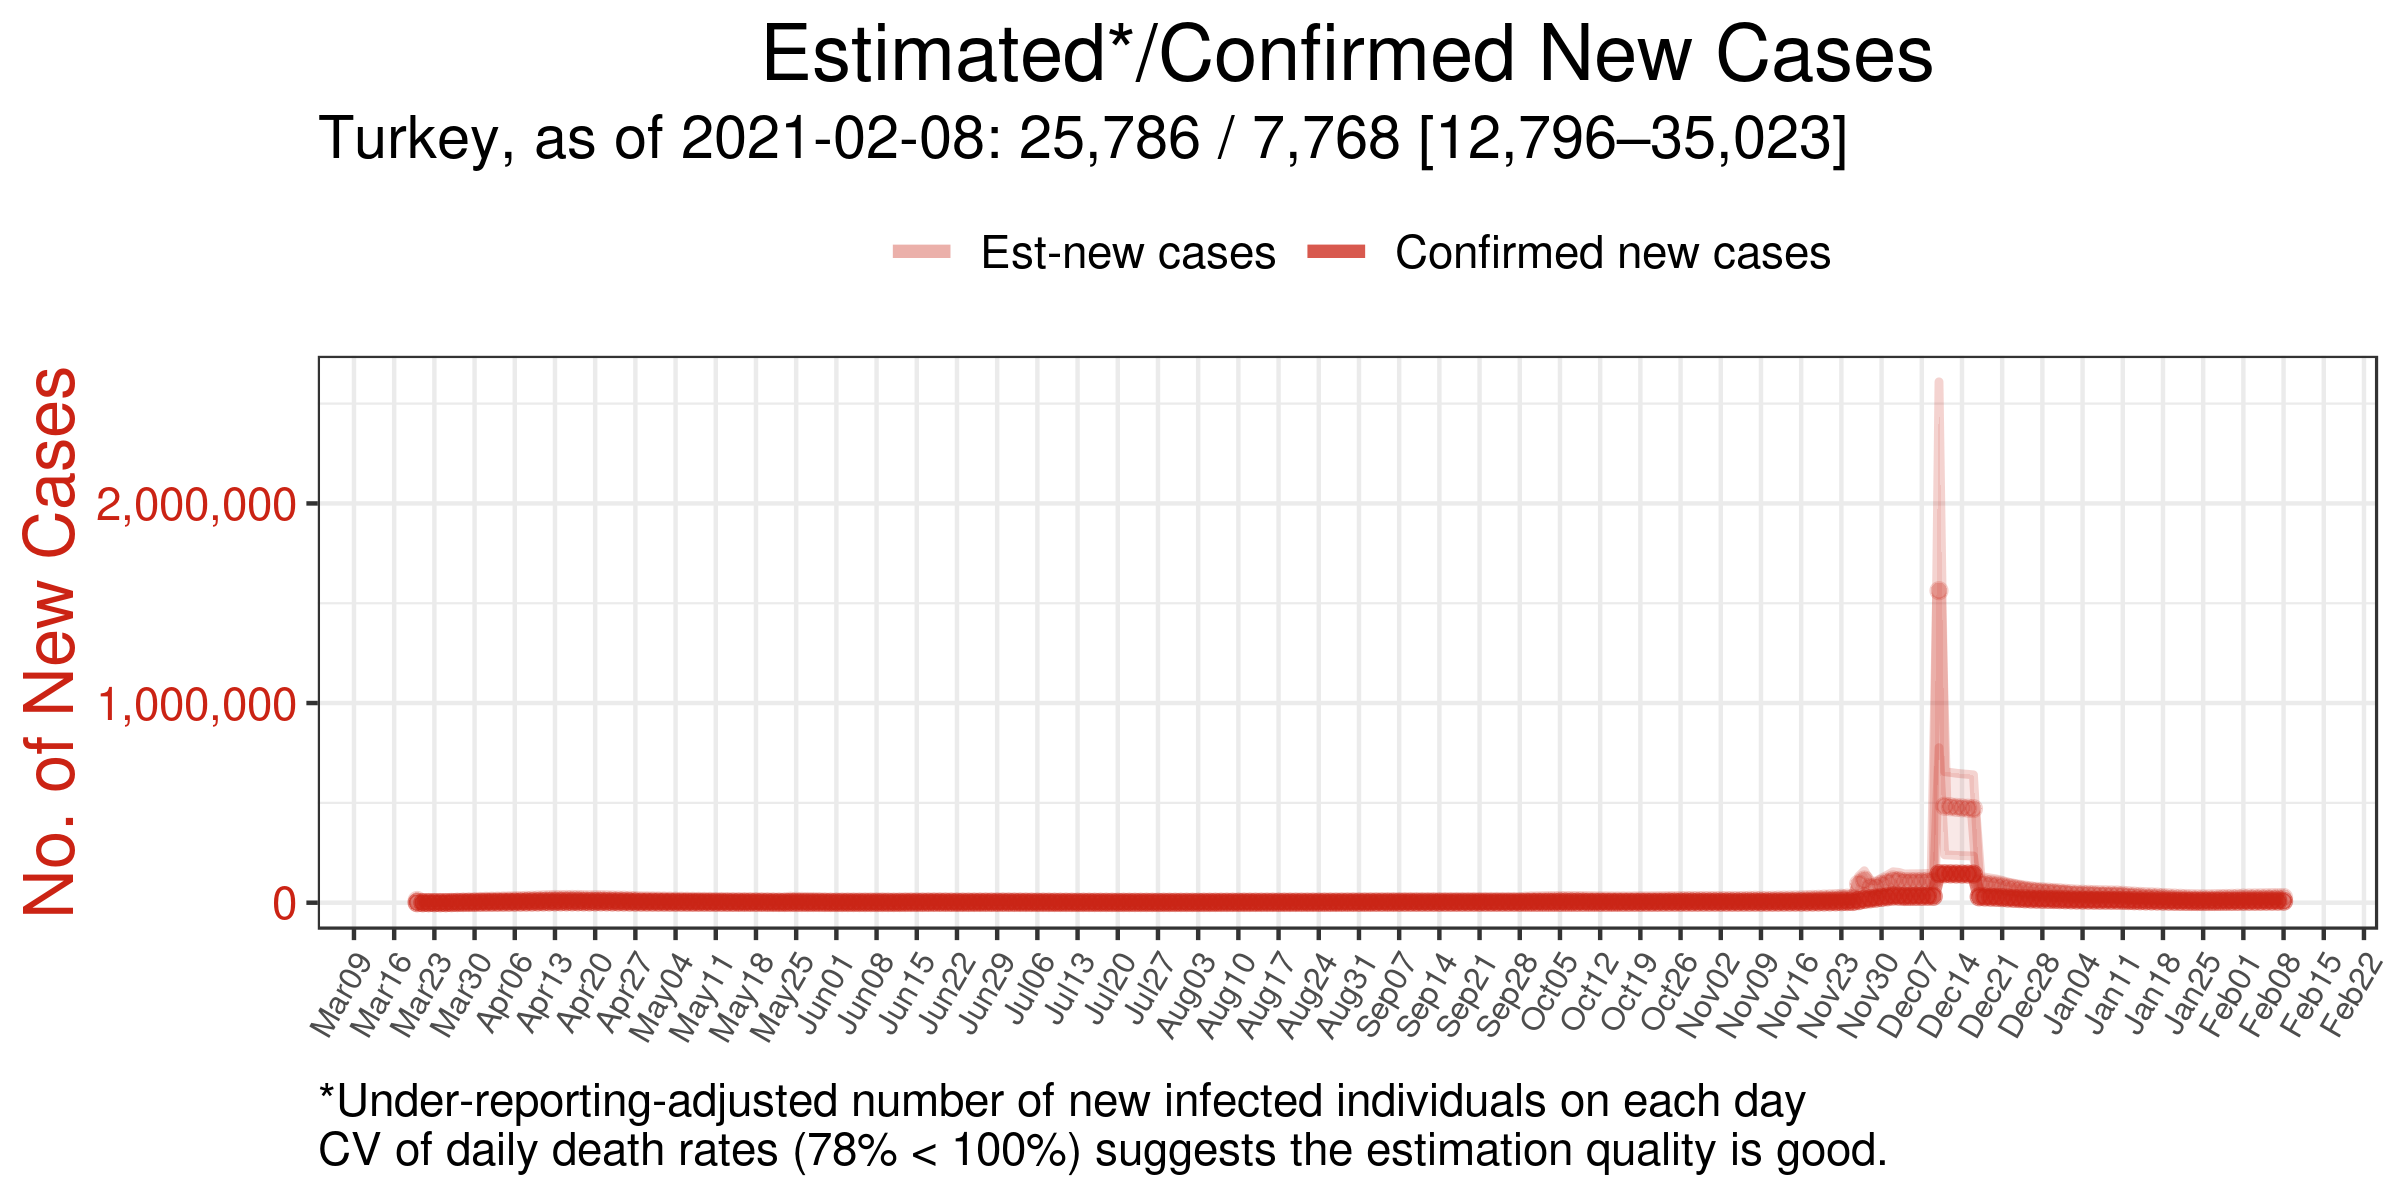 Estimated*/Confirmed New Cases
Turkey, as of 2021-02-08: 25,786 / 7,768 [12,796–35,023]
Est-new cases
Confirmed new cases
No. of New Cases
2,000,000
1,000,000
0
Mar09
Mar16
Mar23
Mar30
Apr06
Apr13
Apr20
Apr27
May04
May11
May18
May25
Jun01
Jun08
Jun15
Jun22
Jun29
Jul06
Jul13
Jul20
Jul27
Aug03
Aug10
Aug17
Aug24
Aug31
Sep07
Sep14
Sep21
Sep28
Oct05
Oct12
Oct19
Oct26
Nov02
Nov09
Nov16
Nov23
Nov30
Dec07
Dec14
Dec21
Dec28
Jan04
Jan11
Jan18
Jan25
Feb01
Feb08
Feb15
Feb22
*Under-reporting-adjusted number of new infected individuals on each day
CV of daily death rates (78% < 100%) suggests the estimation quality is good.